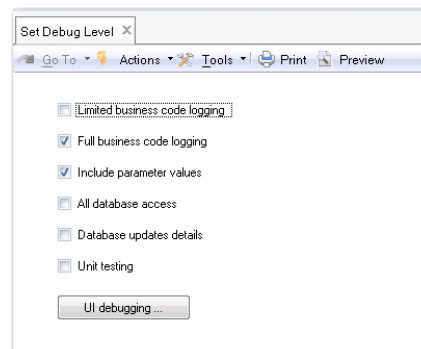 Set Debug Level X
Go To Actions Tools Print Preview
Limited business code logging
Full business code logging
Include parameter values
All database access
Database updates details
Unit testing
UI debugging ...